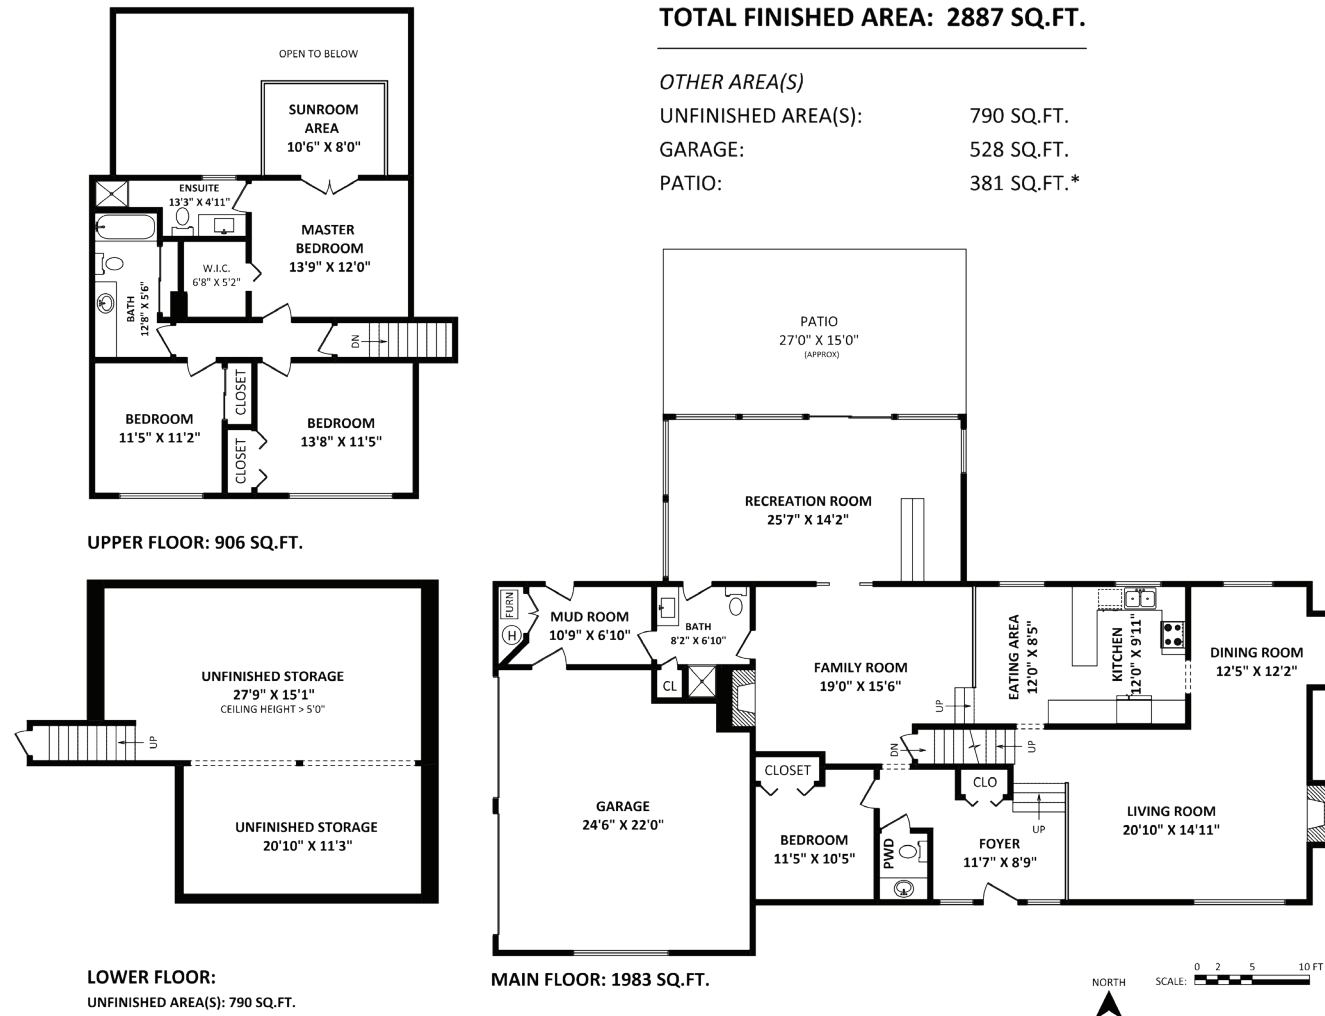 TOTAL FINISHED AREA: 2887 SQ.FT.
OTHER AREA(S)
UNFINISHED AREA(S): 790 SQ.FT.
GARAGE: 528 SQ.FT.
PATIO: 381 SQ.FT.*
OPEN TO BELOW
SUNROOM
AREA
10'6" X 8'0"
ENSUITE
13'3" X 4'11"
MASTER
BEDROOM
13'9" X 12'0"
W.I.C.
6'8" X 5'2"
BATH
12'8" X 5'6"
DN
CLOSET
BEDROOM
11'5" X 11'2"
BEDROOM
13'8" X 11'5"
CLOSET
UPPER FLOOR: 906 SQ.FT.
UNFINISHED STORAGE
27'9" X 15'1"
CEILING HEIGHT > 5'0"
UP
UNFINISHED STORAGE
20'10" X 11'3"
LOWER FLOOR:
UNFINISHED AREA(S): 790 SQ.FT.
PATIO
27'0" X 15'0"
(APPROX)
RECREATION ROOM
25'7" X 14'2"
FURN
H
MUD ROOM
10'9" X 6'10"
BATH
8'2" X 6'10"
CL
FAMILY ROOM
19'0" X 15'6"
UP
EATING AREA
12'0" X 8'5"
KITCHEN
12'0" X 9'11"
DINING ROOM
12'5" X 12'2"
DN
UP
CLOSET
CLO
GARAGE
24'6" X 22'0"
BEDROOM
11'5" X 10'5"
PWD
FOYER
11'7" X 8'9"
UP
LIVING ROOM
20'10" X 14'11"
MAIN FLOOR: 1983 SQ.FT.
NORTH
SCALE:
0 2 5 10 FT